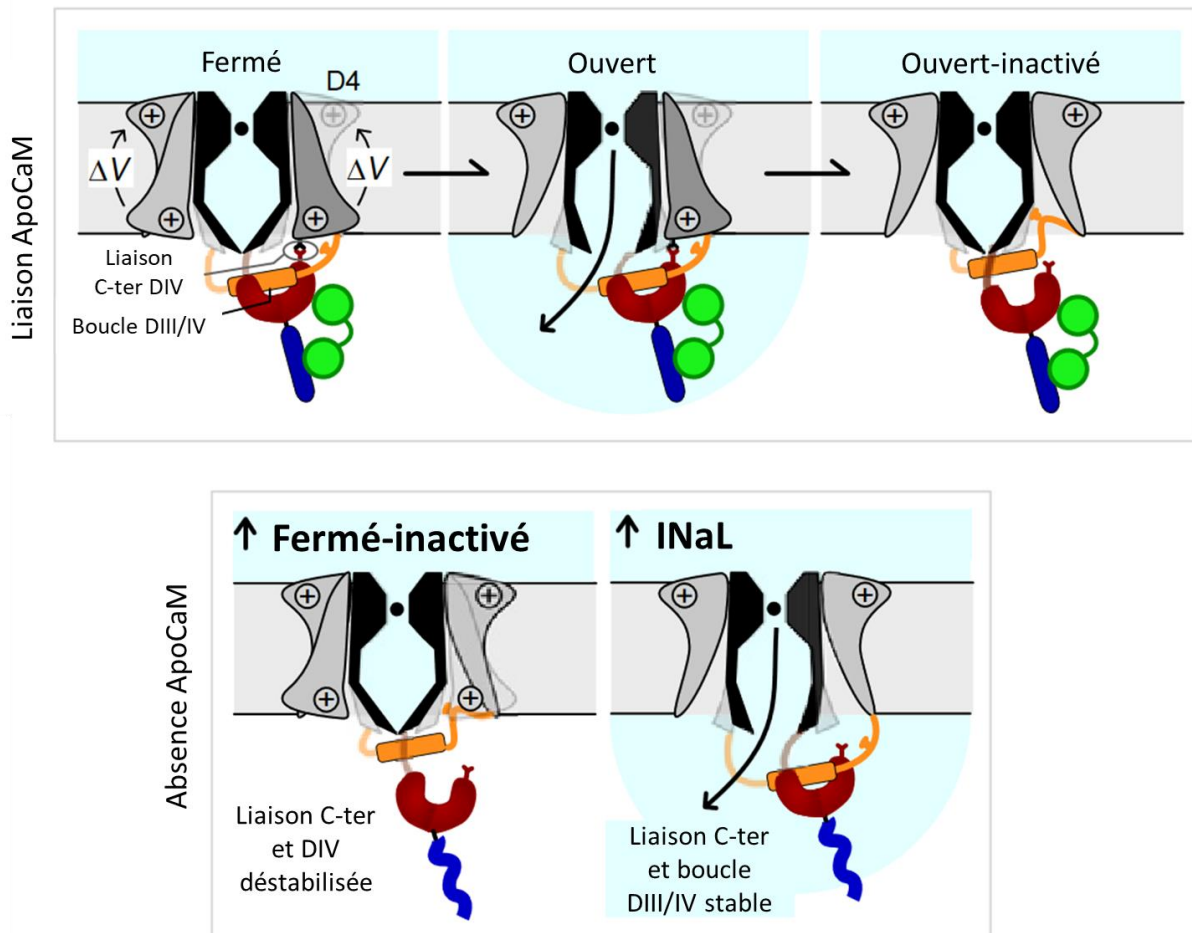 Liaison ApoCaM
Fermé
D4
ΔV
ΔV
Liaison
C-ter DIV
Boucle DIII/IV
Ouvert
Ouvert-inactivé
Absence ApoCaM
↑ Fermé-inactivé
Liaison C-ter
et DIV
déstabilisée
↑ INaL
Liaison C-ter
et boucle
DIII/IV stable